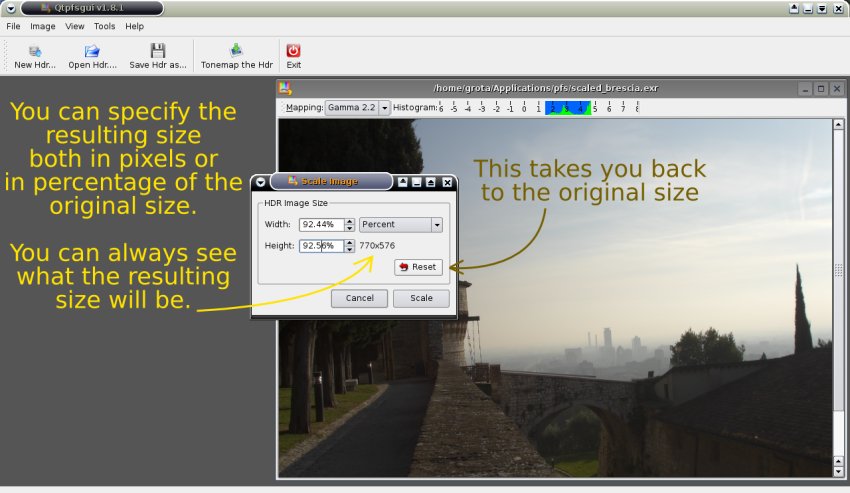 Qtpfsgui v1.8.1
File Image View Tools Help
New Hdr... Open Hdr.... Save Hdr as... Tonemap the Hdr Exit
/home/grota/Applications/pfs/scaled_brescia.exr
Mapping: Gamma 2.2 Histogram:
-5 -4 -3 -2 -1 0 1 2 3 4 5 6 7
You can specify the
resulting size
both in pixels or
in percentage of the
original size.
You can always see
what the resulting
size will be.
Scale Image
HDR Image Size
Width: 92.44% Percent
Height: 92.56% 770x576
Reset
Cancel Scale
This takes you back
to the original size